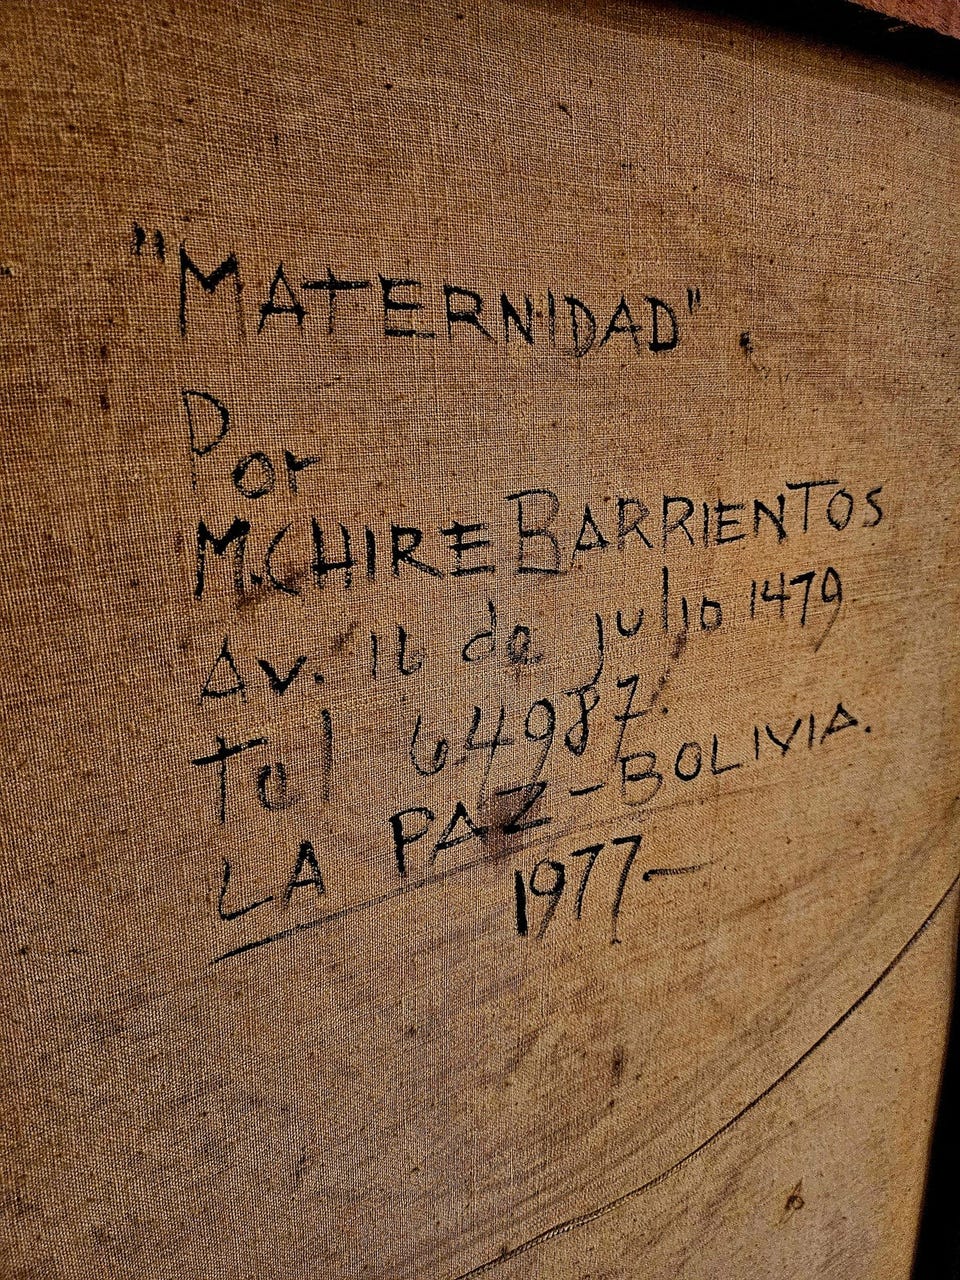 "MATERNIDAD".
Por
M.CHIRE BARRIENTOS
Av. 16 de julio 1479
Tel 64987.
LA PAZ-BOLIVIA.
1977-